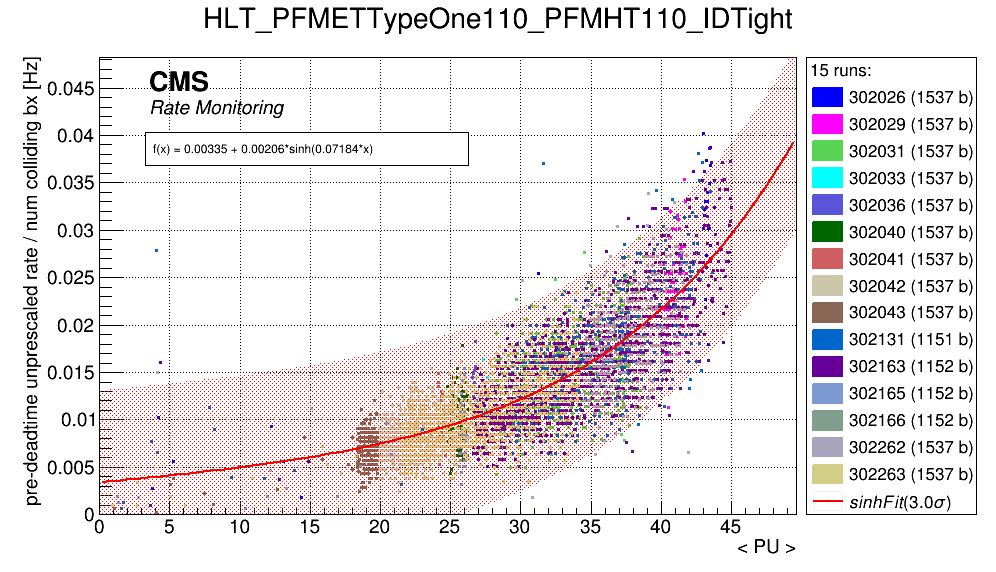 HLT_PFMETTypeOne110_PFMHT110_IDTight
pre-deadtime unprescaled rate / num colliding bx [Hz]
CMS
Rate Monitoring
f(x) = 0.00335 + 0.00206*sinh(0.07184*x)
0.045
0.04
0.035
0.03
0.025
0.02
0.015
0.01
0.005
0
0 5 10 15 20 25 30 35 40 45
< PU >
15 runs:
302026 (1537 b)
302029 (1537 b)
302031 (1537 b)
302033 (1537 b)
302036 (1537 b)
302040 (1537 b)
302041 (1537 b)
302042 (1537 b)
302043 (1537 b)
302131 (1151 b)
302163 (1152 b)
302165 (1152 b)
302166 (1152 b)
302262 (1537 b)
302263 (1537 b)
sinhFit(3.0σ)